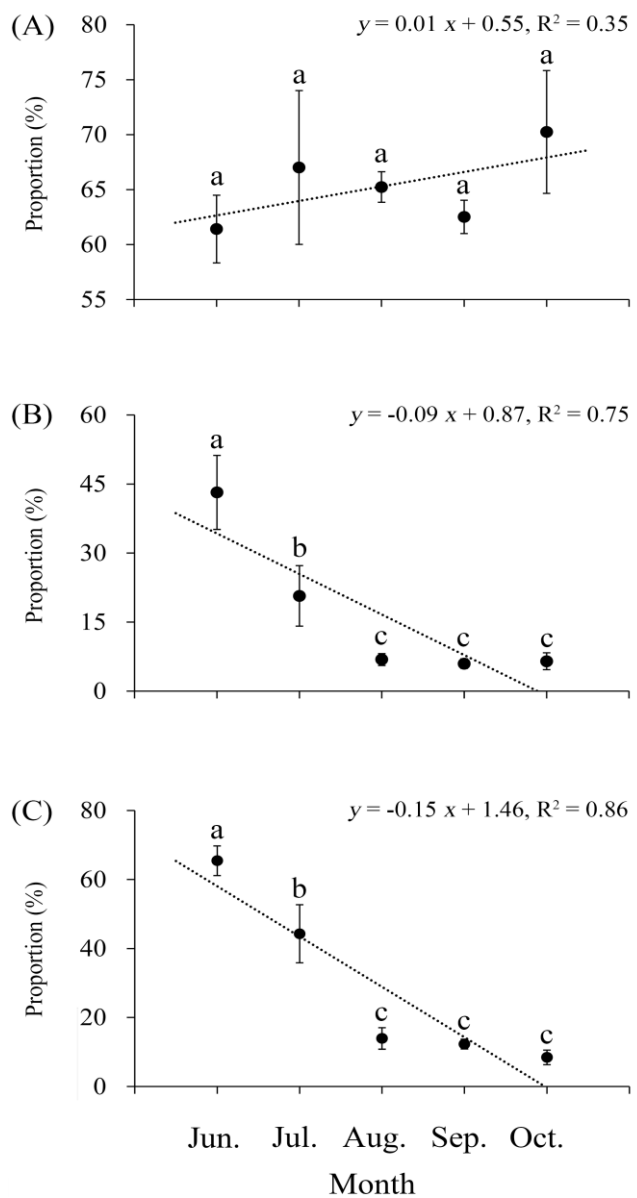 (A)
y = 0.01 x + 0.55, R² = 0.35
80
75
70
65
60
55
Proportion (%)
a
a
a
a
a
(B)
y = -0.09 x + 0.87, R² = 0.75
60
45
30
15
0
Proportion (%)
a
b
c
c
c
(C)
y = -0.15 x + 1.46, R² = 0.86
80
60
40
20
0
Proportion (%)
a
b
c
c
c
Jun. Jul. Aug. Sep. Oct.
Month